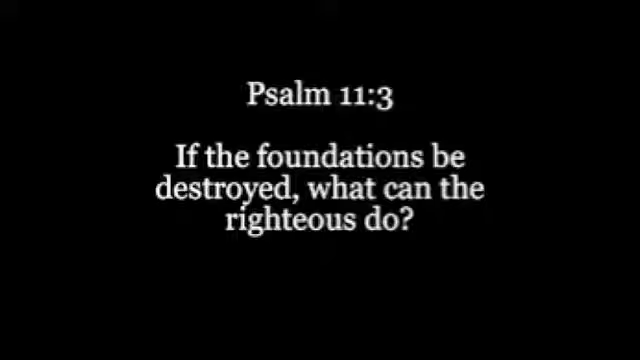 Psalm 11:3
If the foundations be
destroyed, what can the
righteous do?